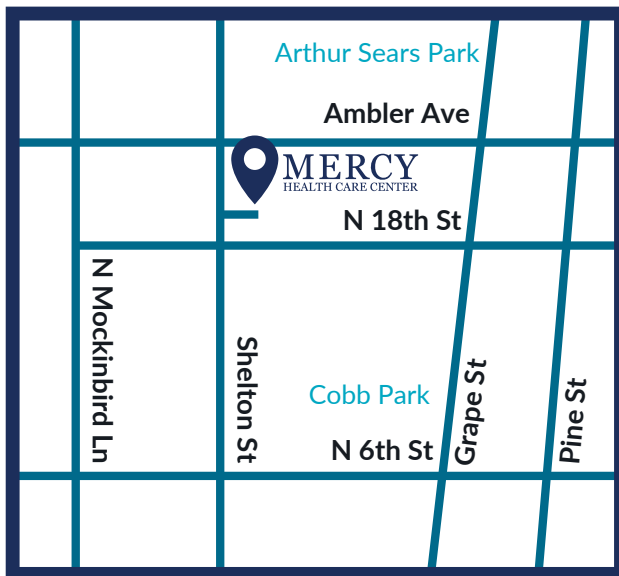 Arthur Sears Park
Ambler Ave
MERCY
HEALTH CARE CENTER
N 18th St
N Mockinbird Ln
Shelton St
Cobb Park
Grape St
Pine St
N 6th St